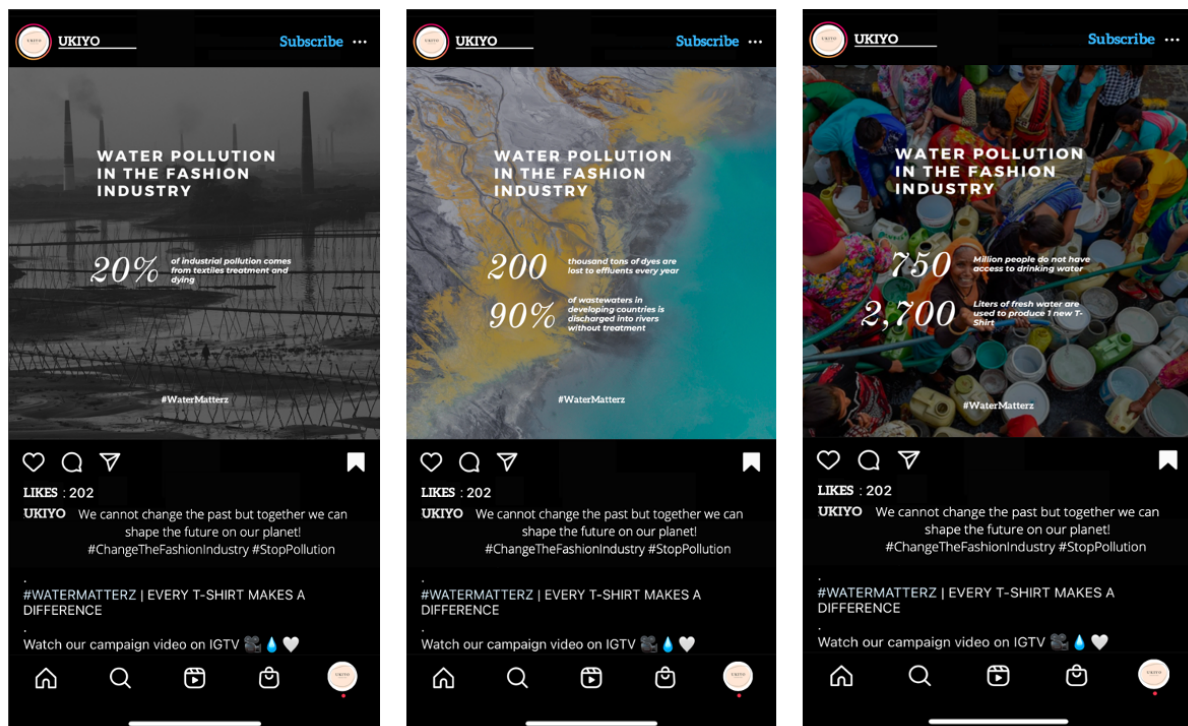 UKIYO
Subscribe
WATER POLLUTION
IN THE FASHION
INDUSTRY
20%
of industrial pollution comes
from textiles treatment and
dying
#WaterMatterz
LIKES : 202
UKIYO We cannot change the past but together we can
shape the future on our planet!
#ChangeTheFashionIndustry #StopPollution
.
#WATERMATTERZ | EVERY T-SHIRT MAKES A
DIFFERENCE
.
Watch our campaign video on IGTV 🎥💧🤍
UKIYO
UKIYO
Subscribe
WATER POLLUTION
IN THE FASHION
INDUSTRY
200
thousand tons of dyes are
lost to effluents every year
90%
of wastewaters in
developing countries is
discharged into rivers
without treatment
#WaterMatterz
LIKES : 202
UKIYO We cannot change the past but together we can
shape the future on our planet!
#ChangeTheFashionIndustry #StopPollution
.
#WATERMATTERZ | EVERY T-SHIRT MAKES A
DIFFERENCE
.
Watch our campaign video on IGTV 🎥💧🤍
UKIYO
UKIYO
Subscribe
WATER POLLUTION
IN THE FASHION
INDUSTRY
750
Million people do not have
access to drinking water
2,700
Liters of fresh water are
used to produce 1 new T-
Shirt
#WaterMatterz
LIKES : 202
UKIYO We cannot change the past but together we can
shape the future on our planet!
#ChangeTheFashionIndustry #StopPollution
.
#WATERMATTERZ | EVERY T-SHIRT MAKES A
DIFFERENCE
.
Watch our campaign video on IGTV 🎥💧🤍
UKIYO